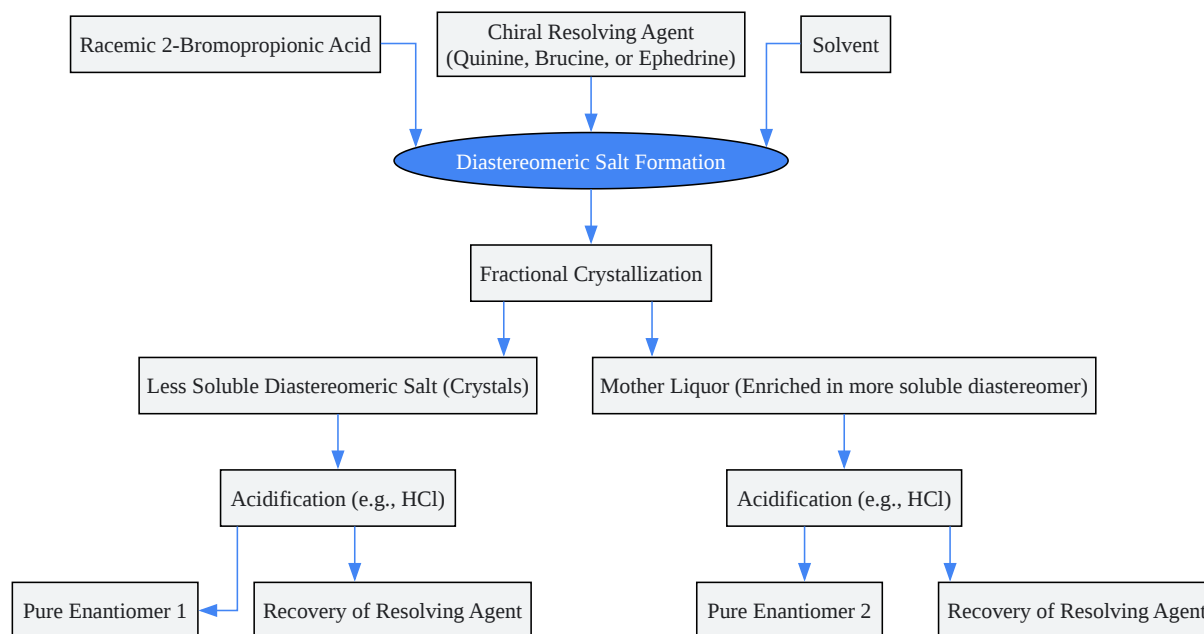 Racemic 2-Bromopropionic Acid
Chiral Resolving Agent
(Quinine, Brucine, or Ephedrine)
Solvent
Diastereomeric Salt Formation
Fractional Crystallization
Less Soluble Diastereomeric Salt (Crystals)
Mother Liquor (Enriched in more soluble diastereomer)
Acidification (e.g., HCl)
Acidification (e.g., HCl)
Pure Enantiomer 1
Recovery of Resolving Agent
Pure Enantiomer 2
Recovery of Resolving Agent